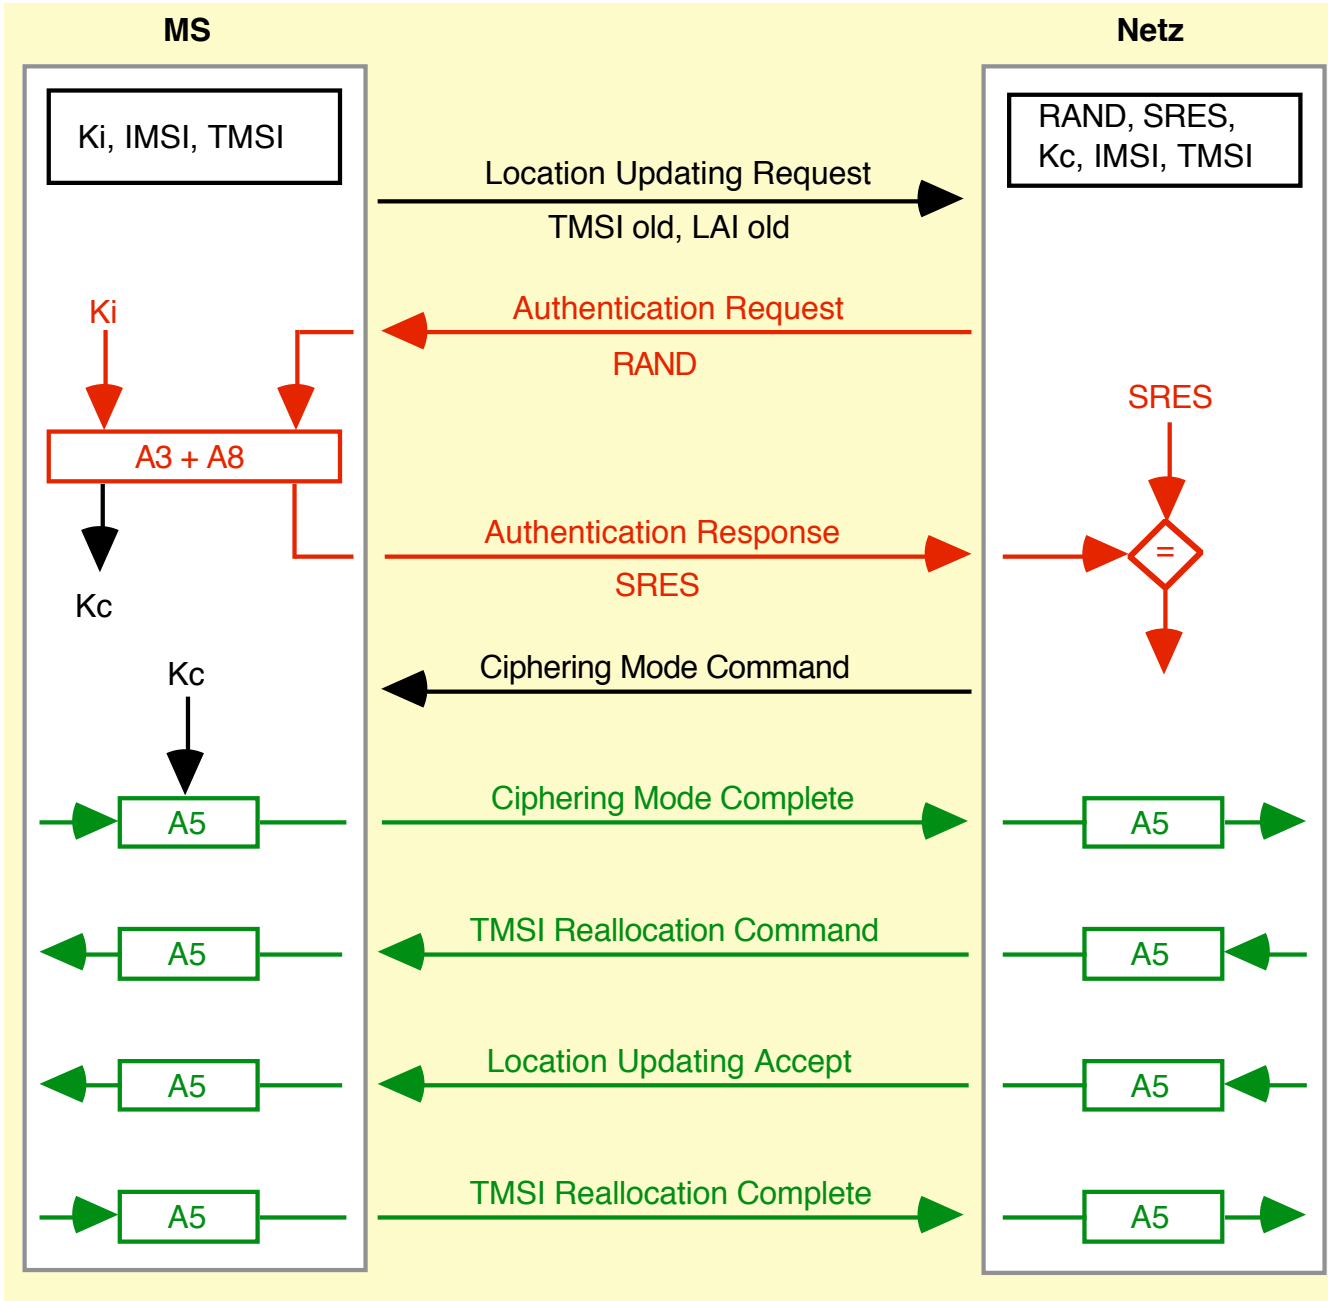 MS
Netz
Ki, IMSI, TMSI
RAND, SRES,
Kc, IMSI, TMSI
Location Updating Request
TMSI old, LAI old
Ki
Authentication Request
RAND
SRES
A3 + A8
Authentication Response
=
SRES
Kc
Ciphering Mode Command
Kc
Ciphering Mode Complete
A5
A5
TMSI Reallocation Command
A5
A5
Location Updating Accept
A5
A5
TMSI Reallocation Complete
A5
A5